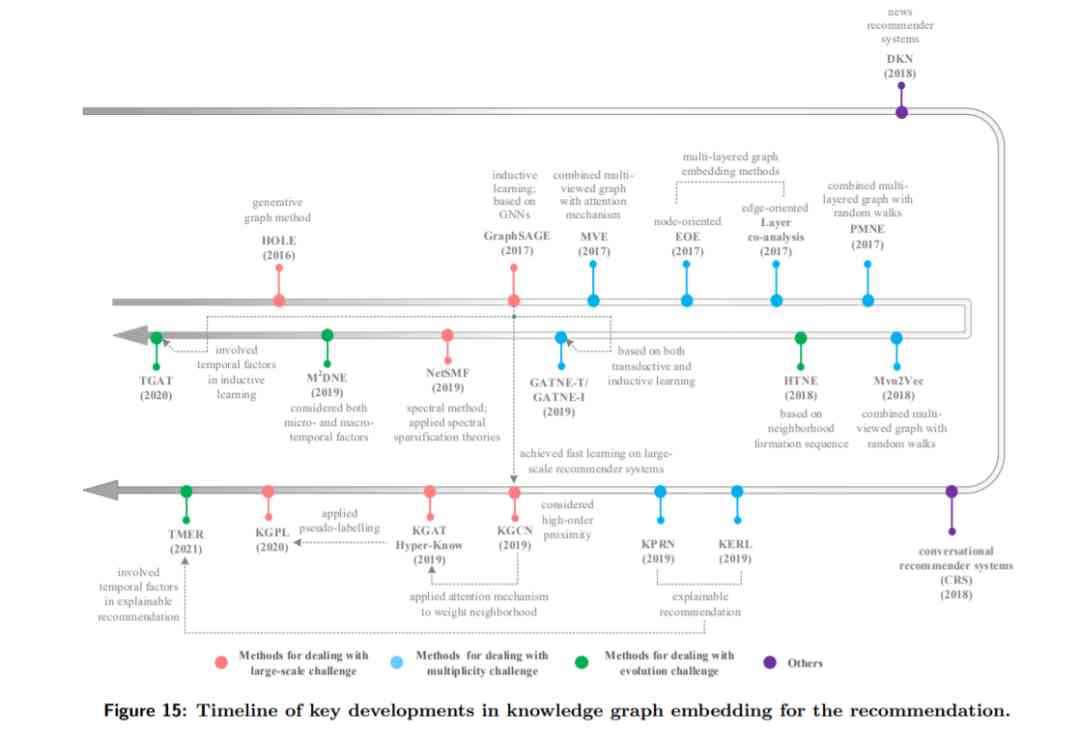 news
recommender
systems
DKN
(2018)
multi-layered graph
embedding methods
generative
graph method
HOLE
(2016)
inductive
learning;
based on
GNNs
GraphSAGE
(2017)
combined multi-
viewed graph
with attention
mechanism
MVE
(2017)
node-oriented
EOE
(2017)
edge-oriented
Layer
co-analysis
(2017)
combined multi-
layered graph with
random walks
PMNE
(2017)
TGAT
(2020)
involved
temporal factors
in inductive
learning
M²DNE
(2019)
considered both
micro- and macro-
temporal factors
NetSMF
(2019)
spectral method;
applied spectral
sparsification theories
GATNE-T/
GATNE-I
(2019)
based on both
transductive and
inductive learning
HTNE
(2018)
based on
neighborhood
formation sequence
Mvn2Vec
(2018)
combined multi-
viewed graph with
random walks
achieved fast learning on large-
scale recommender systems
TMER
(2021)
involved
temporal factors
in explainable
recommendation
KGPL
(2020)
applied
pseudo-labelling
KGAT
Hyper-Know
(2019)
KGCN
(2019)
considered
high-order
proximity
applied attention mechanism
to weight neighborhood
KPRN
(2019)
KERL
(2019)
explainable
recommendation
conversational
recommender systems
(CRS)
(2018)
Methods for dealing with
large-scale challenge
Methods for dealing with
multiplicity challenge
Methods for dealing with
evolution challenge
Others
Figure 15: Timeline of key developments in knowledge graph embedding for the recommendation.